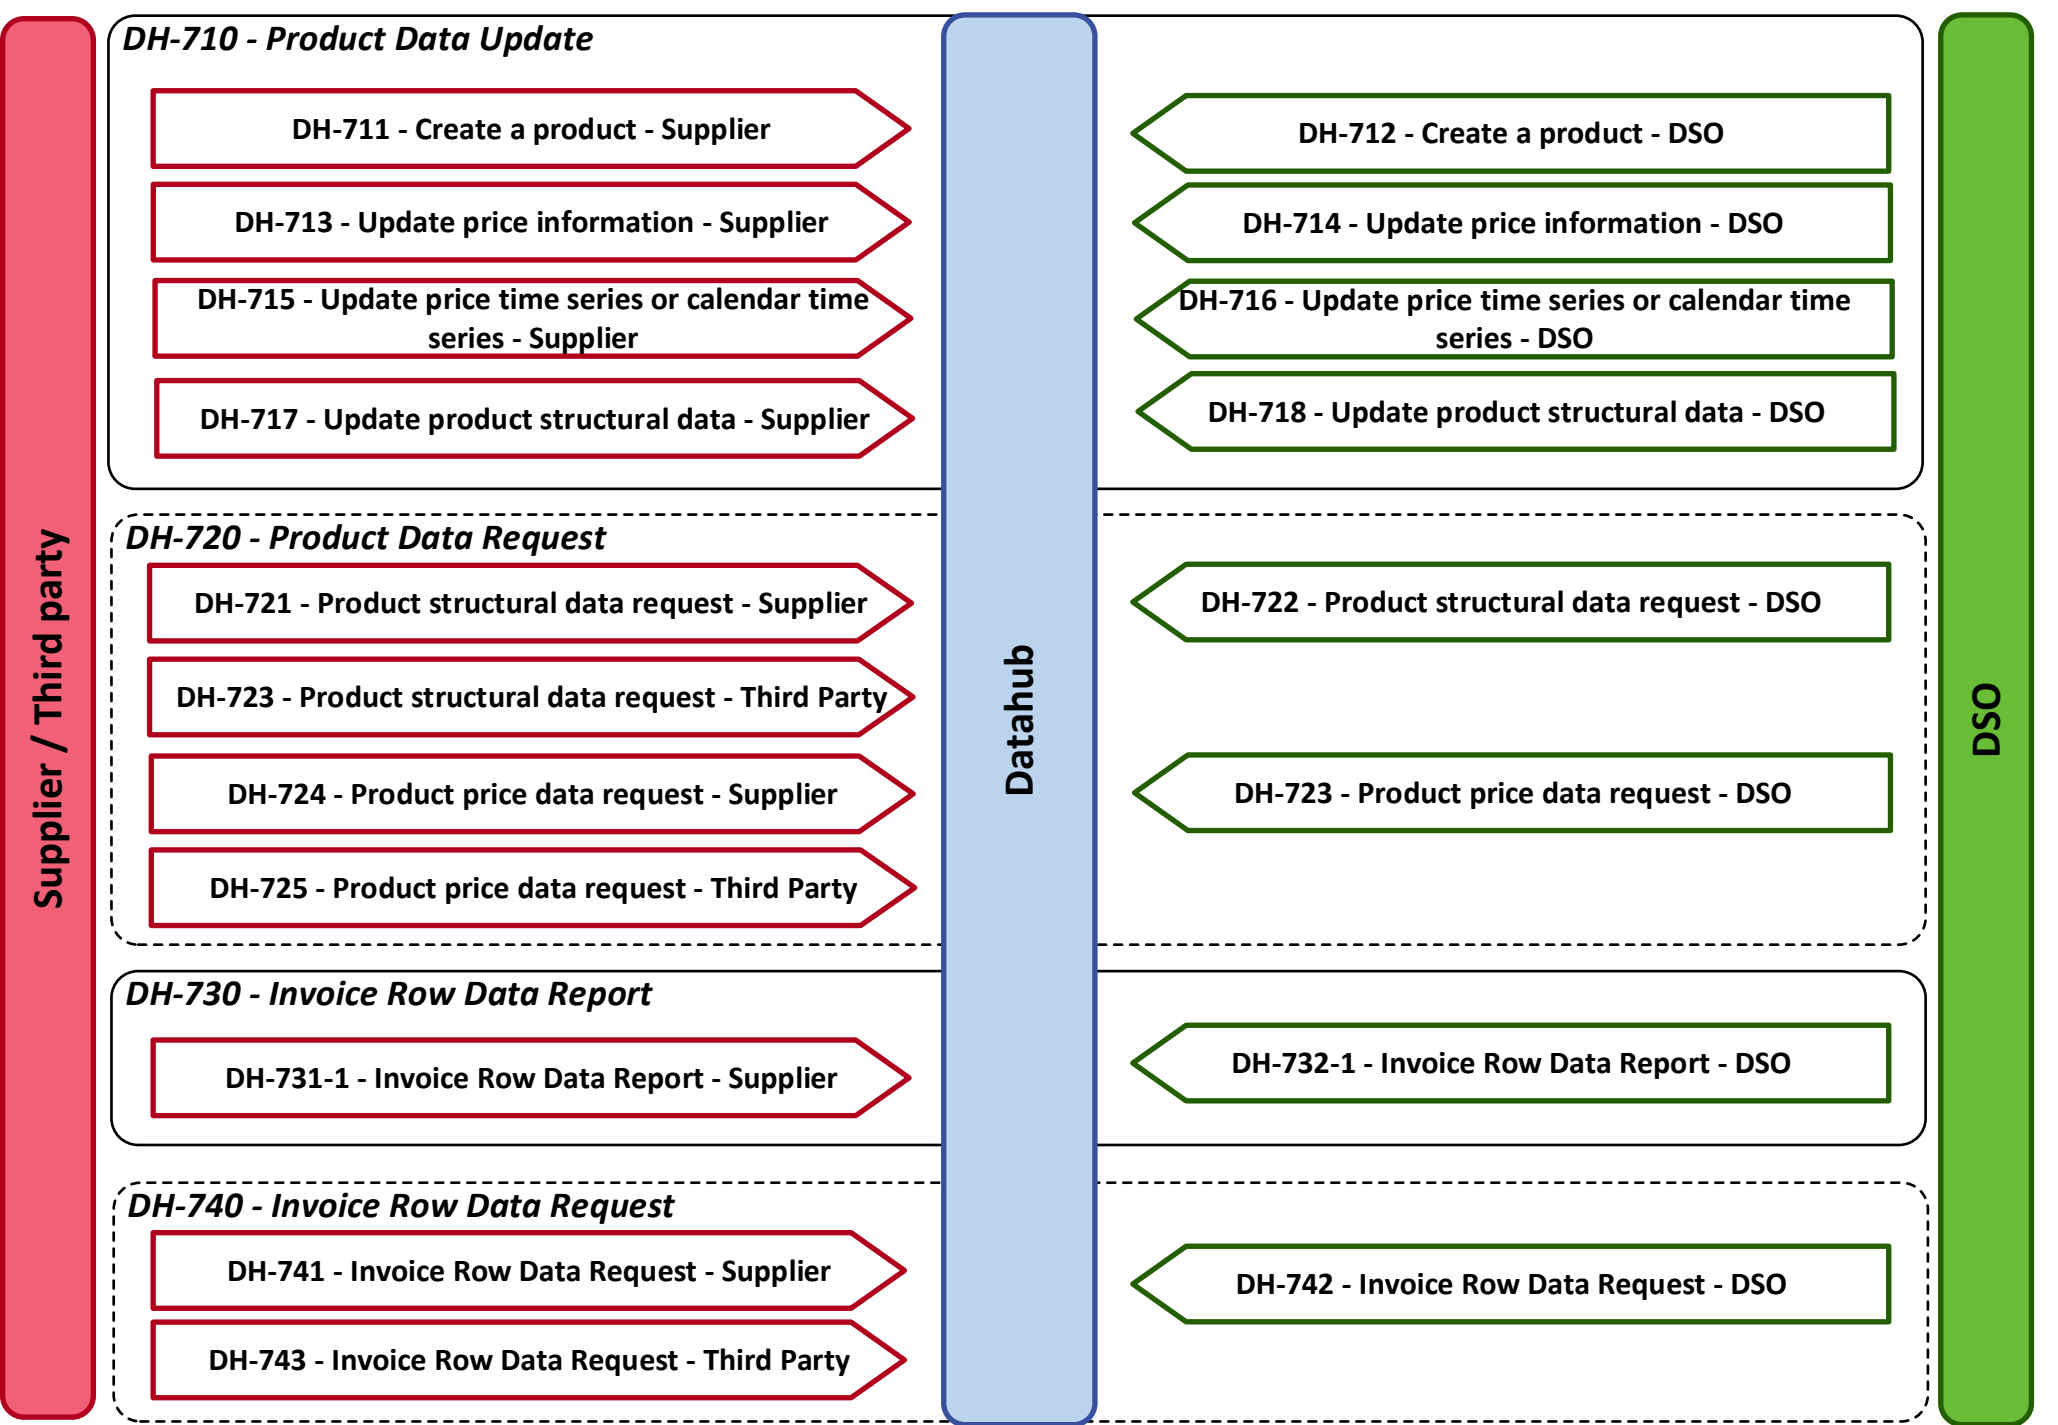 Supplier / Third party
Datahub
DSO
DH-710 - Product Data Update
DH-711 - Create a product - Supplier
DH-712 - Create a product - DSO
DH-713 - Update price information - Supplier
DH-714 - Update price information - DSO
DH-715 - Update price time series or calendar time
series - Supplier
DH-716 - Update price time series or calendar time
series - DSO
DH-717 - Update product structural data - Supplier
DH-718 - Update product structural data - DSO
DH-720 - Product Data Request
DH-721 - Product structural data request - Supplier
DH-722 - Product structural data request - DSO
DH-723 - Product structural data request - Third Party
DH-724 - Product price data request - Supplier
DH-723 - Product price data request - DSO
DH-725 - Product price data request - Third Party
DH-730 - Invoice Row Data Report
DH-731-1 - Invoice Row Data Report - Supplier
DH-732-1 - Invoice Row Data Report - DSO
DH-740 - Invoice Row Data Request
DH-741 - Invoice Row Data Request - Supplier
DH-742 - Invoice Row Data Request - DSO
DH-743 - Invoice Row Data Request - Third Party